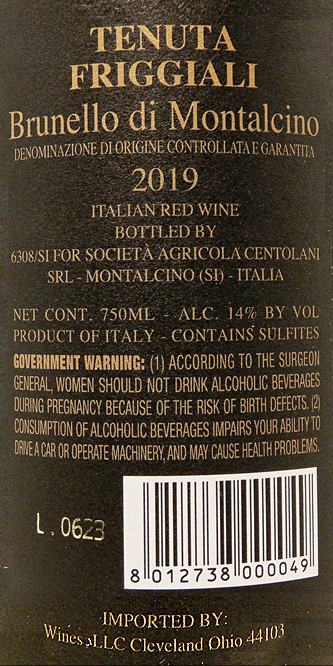 TENUTA
FRIGGIALI
Brunello di Montalcino
DENOMINAZIONE DI ORIGINE CONTROLLATA E GARANTITA
2019
ITALIAN RED WINE
BOTTLED BY
6308/SI FOR SOCIETÀ AGRICOLA CENTOLANI
SRL - MONTALCINO (SI) - ITALIA
NET CONT. 750ML - ALC. 14% BY VOL
PRODUCT OF ITALY - CONTAINS SULFITES
GOVERNMENT WARNING: (1) ACCORDING TO THE SURGEON
GENERAL, WOMEN SHOULD NOT DRINK ALCOHOLIC BEVERAGES
DURING PREGNANCY BECAUSE OF THE RISK OF BIRTH DEFECTS. (2)
CONSUMPTION OF ALCOHOLIC BEVERAGES IMPAIRS YOUR ABILITY TO
DRIVE A CAR OR OPERATE MACHINERY, AND MAY CAUSE HEALTH PROBLEMS.
L. 0623
8 012738 000049
IMPORTED BY:
Wines LLC Cleveland Ohio 44103